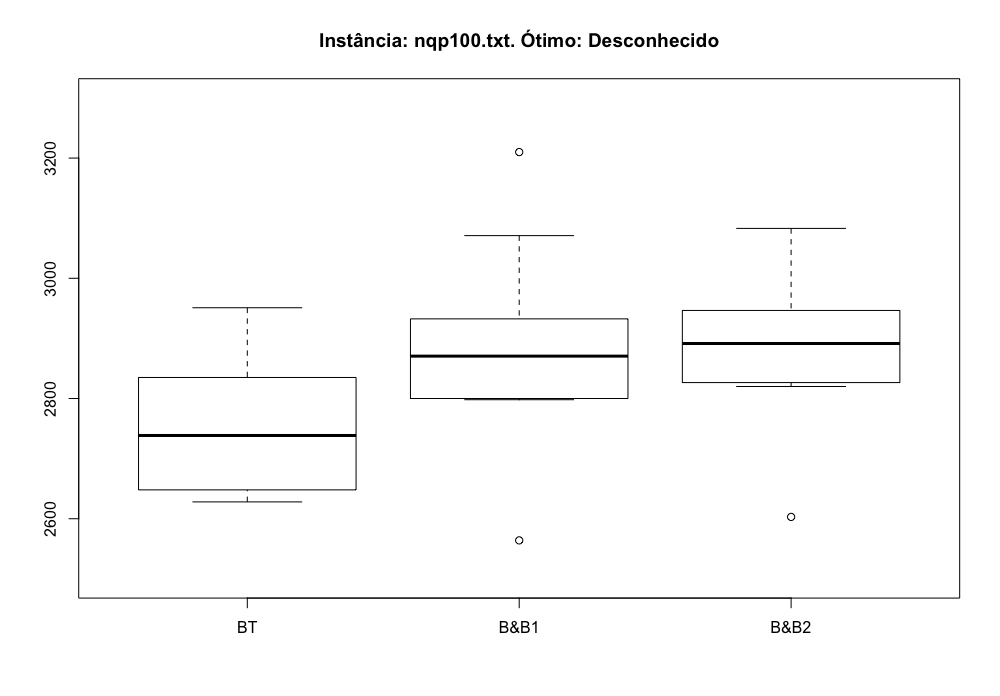 Instância: nqp100.txt. Ótimo: Desconhecido
3200
3000
2800
2600
BT
B&B1
B&B2